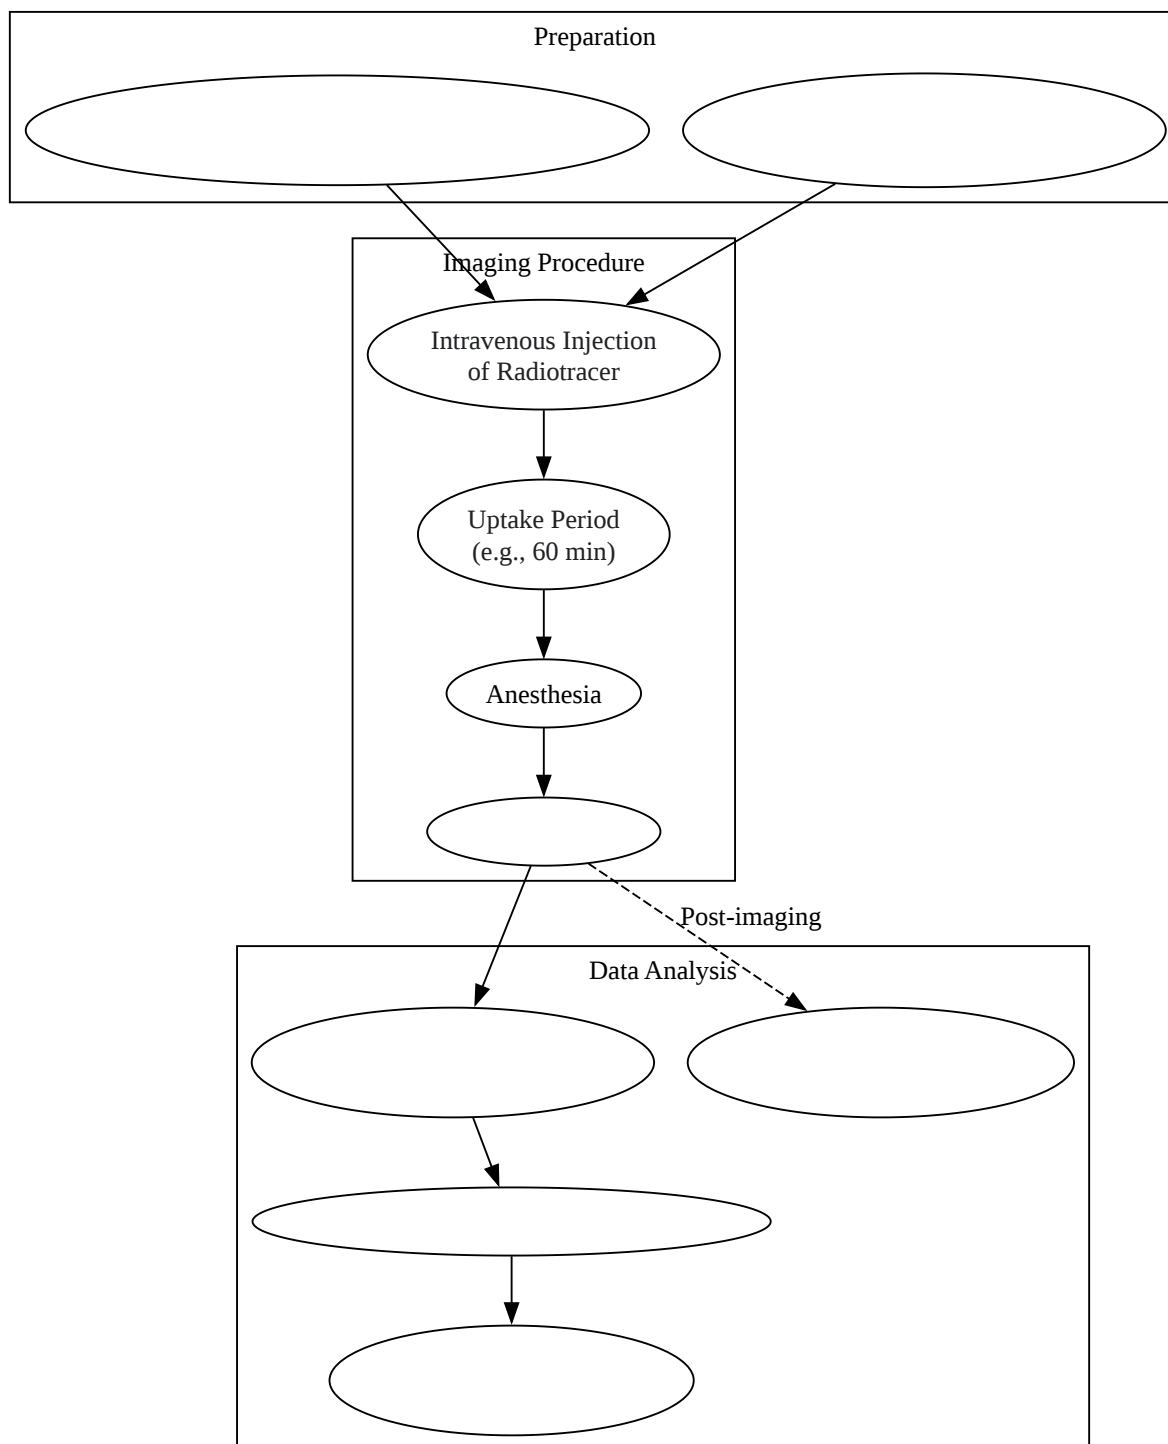 Preparation
Imaging Procedure
Intravenous Injection
of Radiotracer
Uptake Period
(e.g., 60 min)
Anesthesia
Post-imaging
Data Analysis